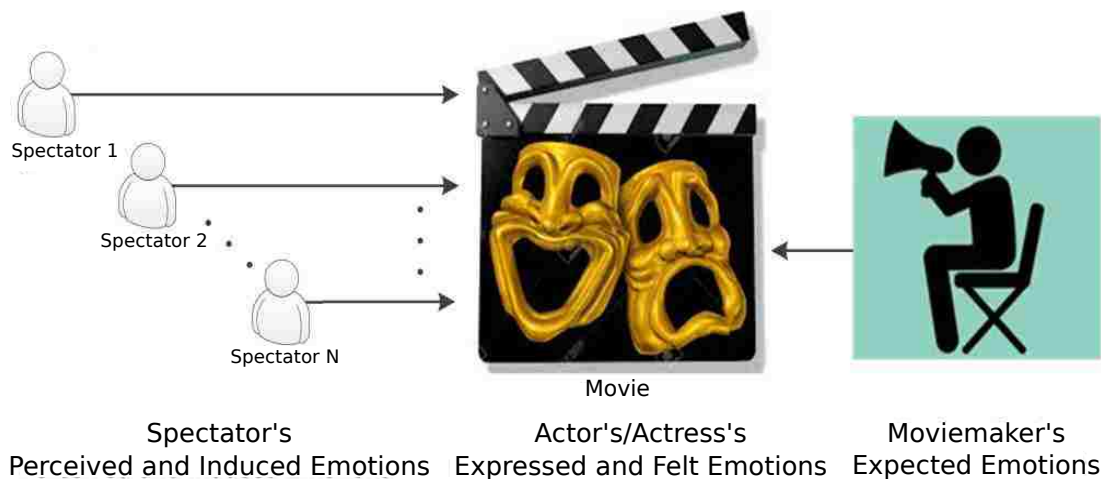 Spectator 1
Spectator 2
Spectator N
Movie
Spectator's
Perceived and Induced Emotions
Actor's/Actress's
Expressed and Felt Emotions
Moviemaker's
Expected Emotions